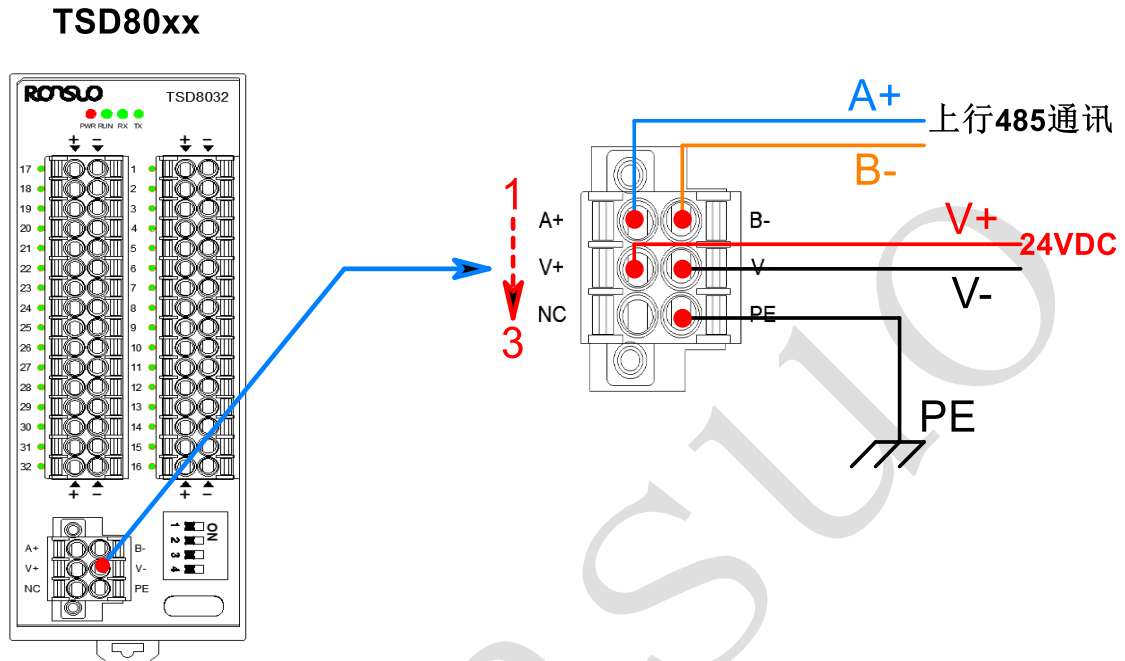 TSD80xx
RONSUO
TSD8032
PWR RUN RX TX
+ − + −
17 1
18 2
19 3
20 4
21 5
22 6
23 7
24 8
25 9
26 10
27 11
28 12
29 13
30 14
31 15
32 16
+ − + −
1 2 3 4
ON
A+ B-
V+ V-
NC PE
A+
上行485通讯
B-
1
A+ B-
V+
24VDC
V+ V
V-
NC PE
3
PE
suo